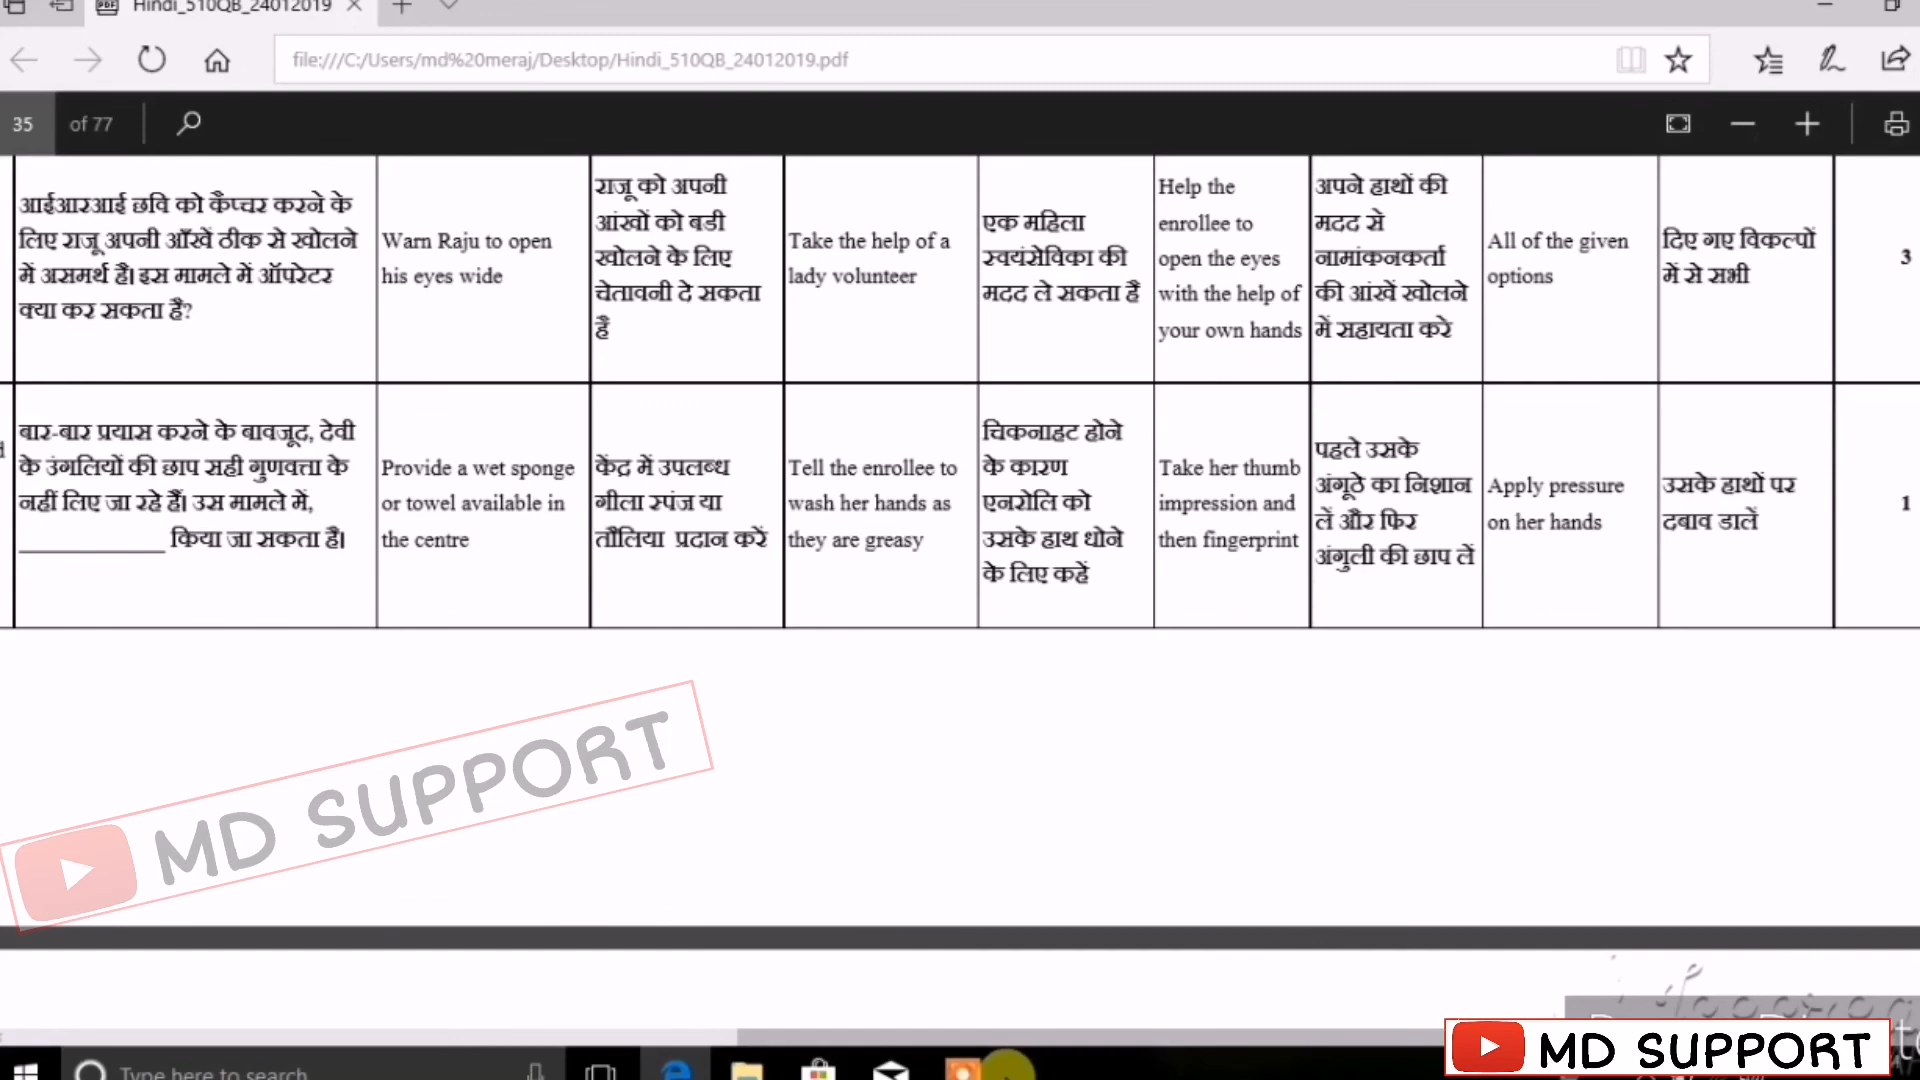 Hindi_510QB_24012019
file:///C:/Users/md%20meraj/Desktop/Hindi_510QB_24012019.pdf
35 of 77
आईआरआई छवि को कैप्चर करने के
लिए राजू अपनी आँखें ठीक से खोलने
में असमर्थ है। इस मामले में ऑपरेटर
क्या कर सकता है?
Warn Raju to open
his eyes wide
राजू को अपनी
आंखों को बडी
खोलने के लिए
चेतावनी दे सकता
है
Take the help of a
lady volunteer
एक महिला
स्वयंसेविका की
मदद ले सकता है
Help the
enrollee to
open the eyes
with the help of
your own hands
अपने हाथों की
मदद से
नामांकनकर्ता
की आंखें खोलने
में सहायता करे
All of the given
options
दिए गए विकल्पों
में से सभी
3
बार-बार प्रयास करने के बावजूद, देवी
के उंगलियों की छाप सही गुणवत्ता के
नहीं लिए जा रहे हैं। उस मामले में,
____________ किया जा सकता है।
Provide a wet sponge
or towel available in
the centre
केंद्र में उपलब्ध
गीला स्पंज या
तौलिया प्रदान करें
Tell the enrollee to
wash her hands as
they are greasy
चिकनाहट होने
के कारण
एनरोलि को
उसके हाथ धोने
के लिए कहें
Take her thumb
impression and
then fingerprint
पहले उसके
अंगूठे का निशान
लें और फिर
अंगुली की छाप लें
Apply pressure
on her hands
उसके हाथों पर
दबाव डालें
1
MD SUPPORT
Type here to search
MD SUPPORT